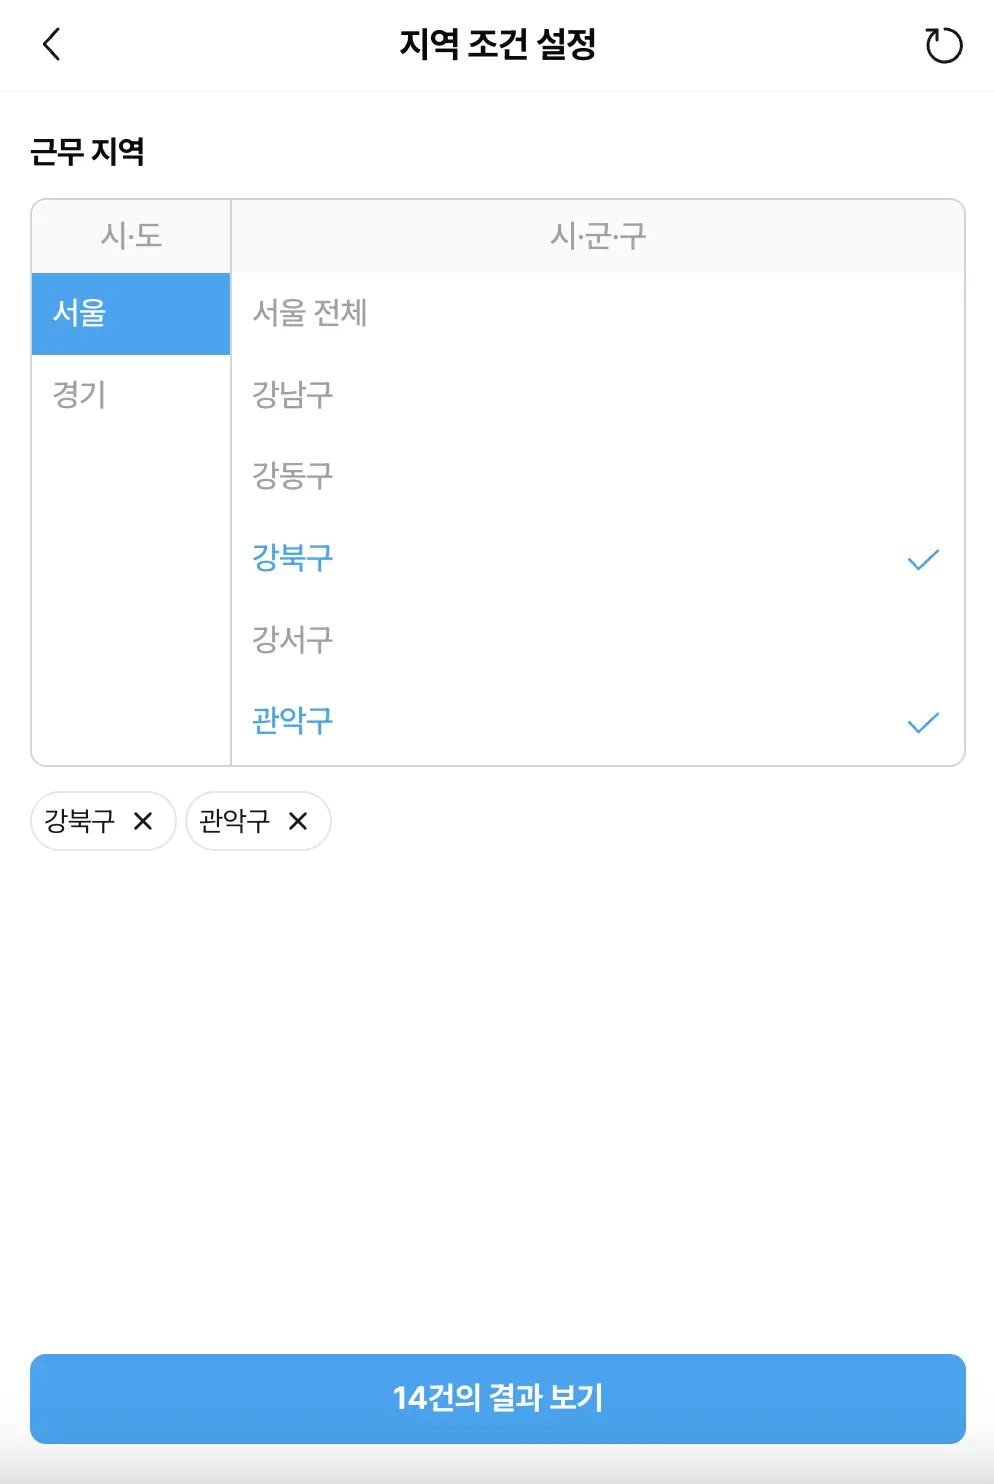 지역 조건 설정
근무 지역
시·도
시·군·구
서울
서울 전체
경기
강남구
강동구
강북구
강서구
관악구
강북구
관악구
14건의 결과 보기